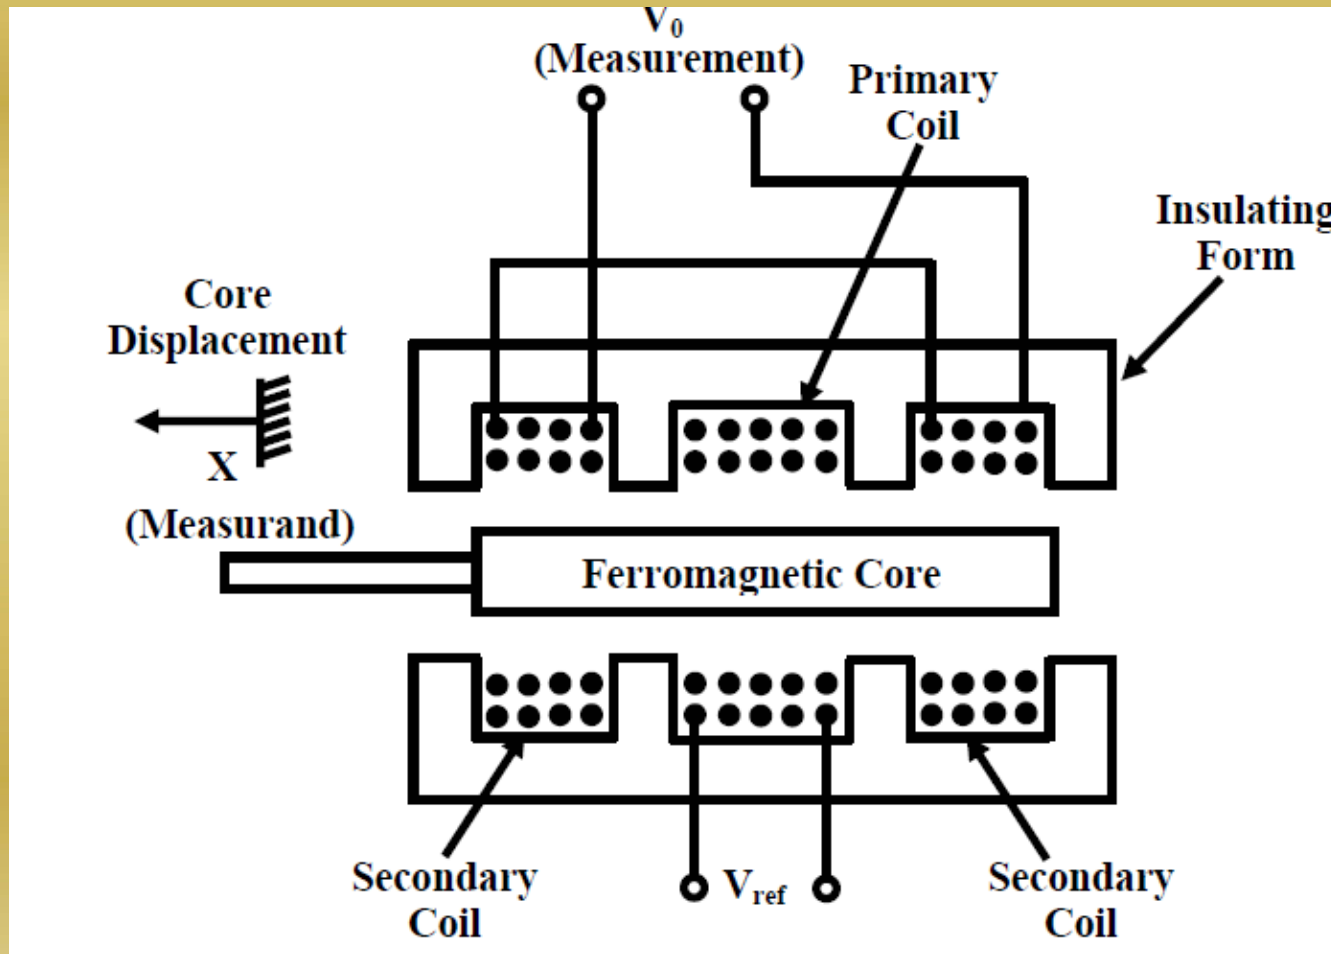 V₀
(Measurement)
Primary
Coil
Insulating
Form
Core
Displacement
X
(Measurand)
Ferromagnetic Core
Secondary
Coil
Vref
Secondary
Coil